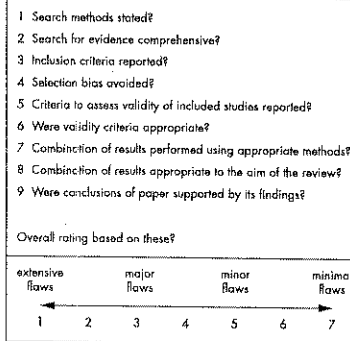 1 Search methods stated?
2 Search for evidence comprehensive?
3 Inclusion criteria reported?
4 Selection bias avoided?
5 Criteria to assess validity of included studies reported?
6 Were validity criteria appropriate?
7 Combination of results performed using appropriate methods?
8 Combination of results appropriate to the aim of the review?
9 Were conclusions of paper supported by its findings?
Overall rating based on these?
extensive major minor minima
flaws flaws flaws flaws
1 2 3 4 5 6 7